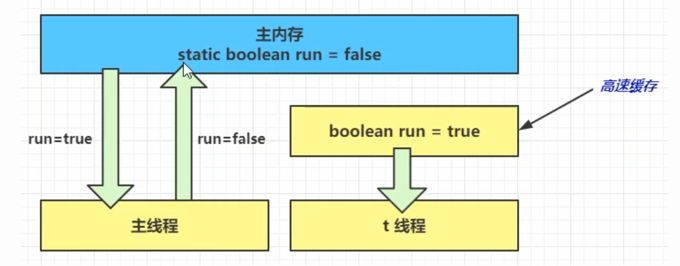 主内存
static boolean run = false
高速缓存
boolean run = true
run=true
run=false
主线程
t 线程